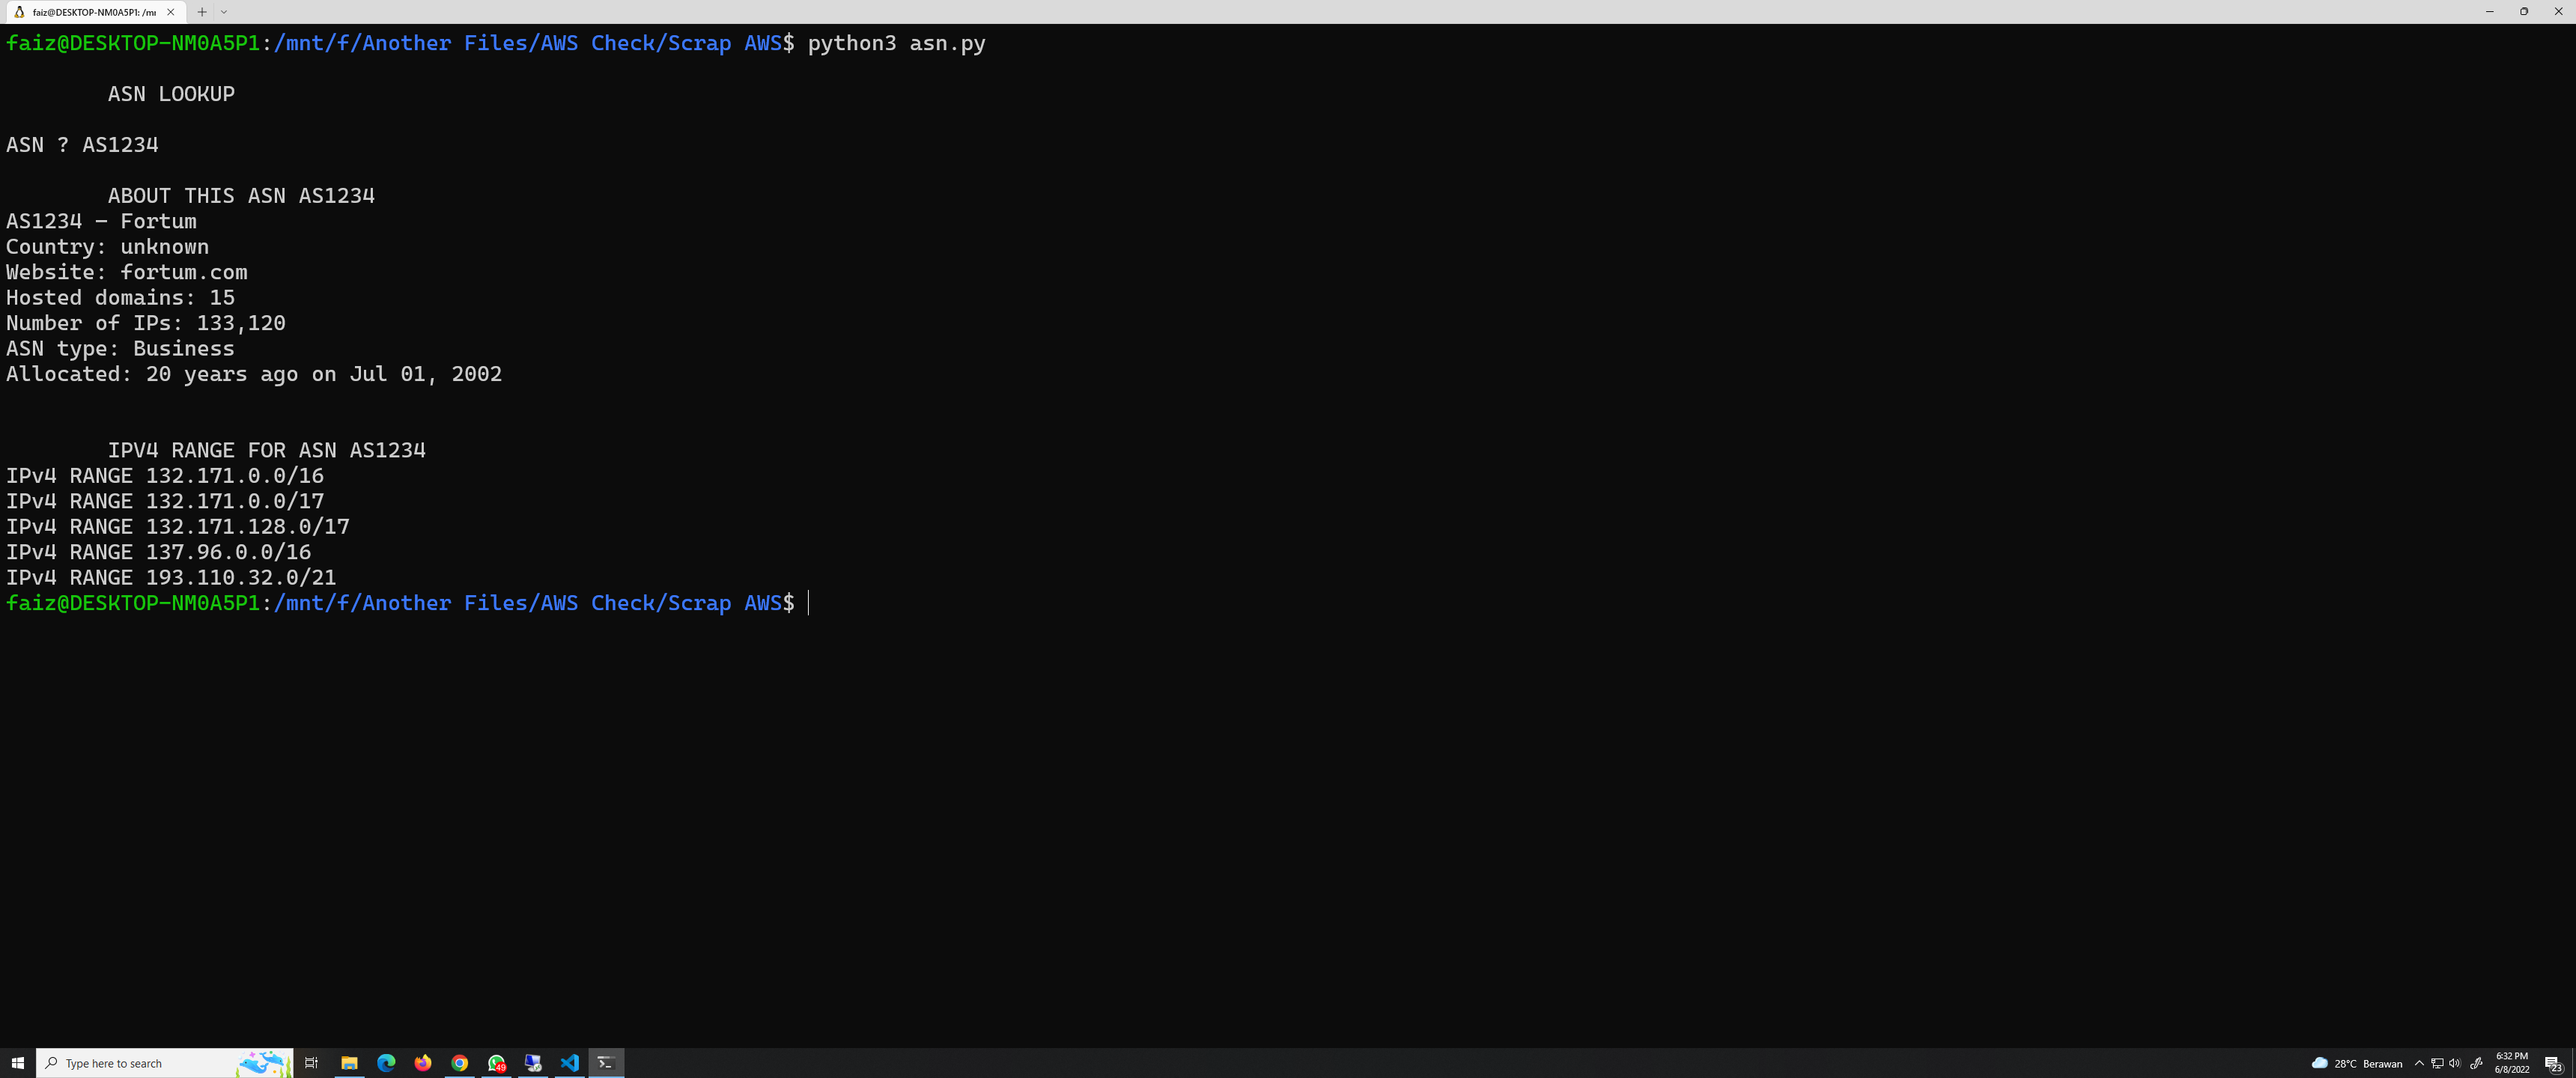 faiz@DESKTOP-NM0A5P1: /mn
faiz@DESKTOP-NM0A5P1:/mnt/f/Another Files/AWS Check/Scrap AWS$ python3 asn.py
ASN LOOKUP
ASN ? AS1234
ABOUT THIS ASN AS1234
AS1234 — Fortum
Country: unknown
Website: fortum.com
Hosted domains: 15
Number of IPs: 133,120
ASN type: Business
Allocated: 20 years ago on Jul 01, 2002
IPV4 RANGE FOR ASN AS1234
IPv4 RANGE 132.171.0.0/16
IPv4 RANGE 132.171.0.0/17
IPv4 RANGE 132.171.128.0/17
IPv4 RANGE 137.96.0.0/16
IPv4 RANGE 193.110.32.0/21
faiz@DESKTOP-NM0A5P1:/mnt/f/Another Files/AWS Check/Scrap AWS$
Type here to search
49
28°C Berawan
6:32 PM
6/8/2022
23